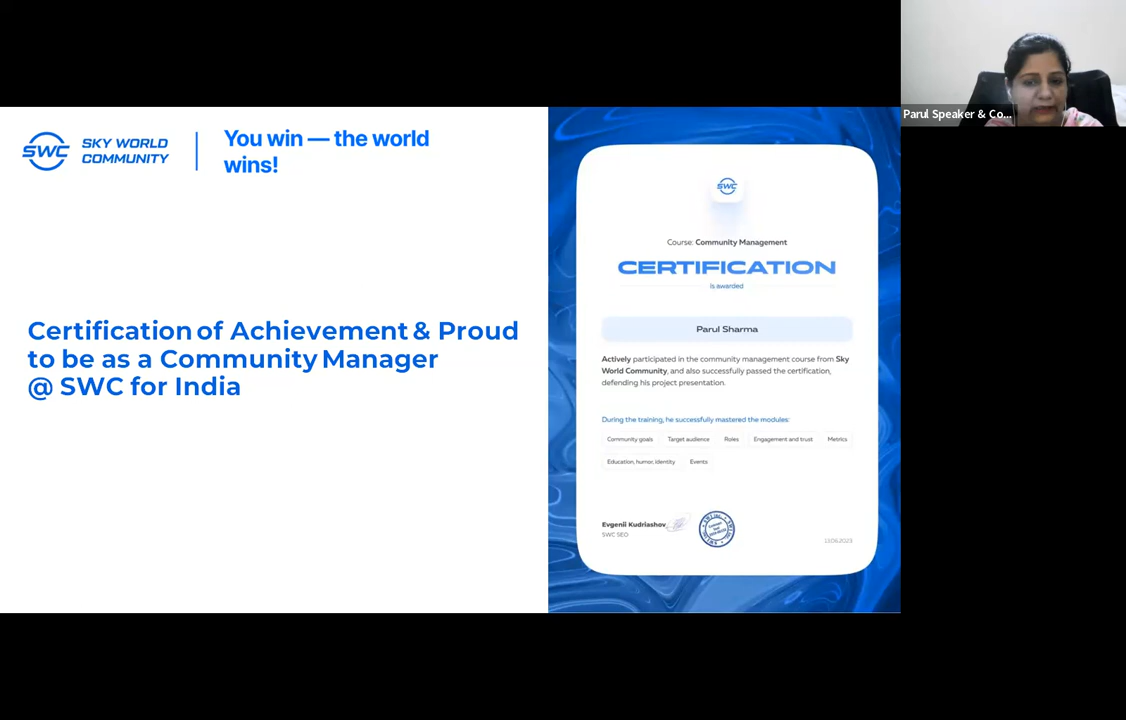 SWC
SKY WORLD
COMMUNITY
You win — the world
wins!
Certification of Achievement & Proud
to be as a Community Manager
@ SWC for India
SWC
Course: Community Management
CERTIFICATION
is awarded
Parul Sharma
Actively participated in the community management course from Sky
World Community, and also successfully passed the certification,
defending his project presentation.
During the training, he successfully mastered the modules:
Community goals Target audience Roles Engagement and trust Metrics
Education, humor, identity Events
Evgenii Kudriashov
SWC SEO
13.06.2023
Parul Speaker & Co...